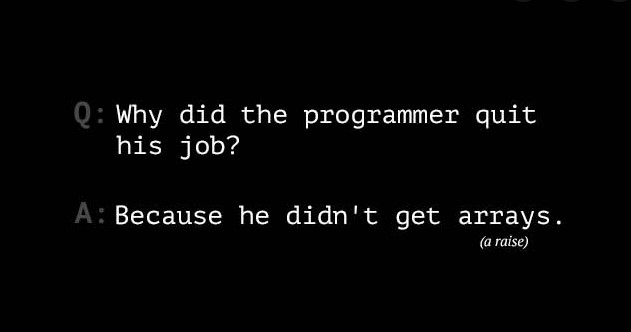 Q: Why did the programmer quit
his job?
A: Because he didn't get arrays.
(a raise)